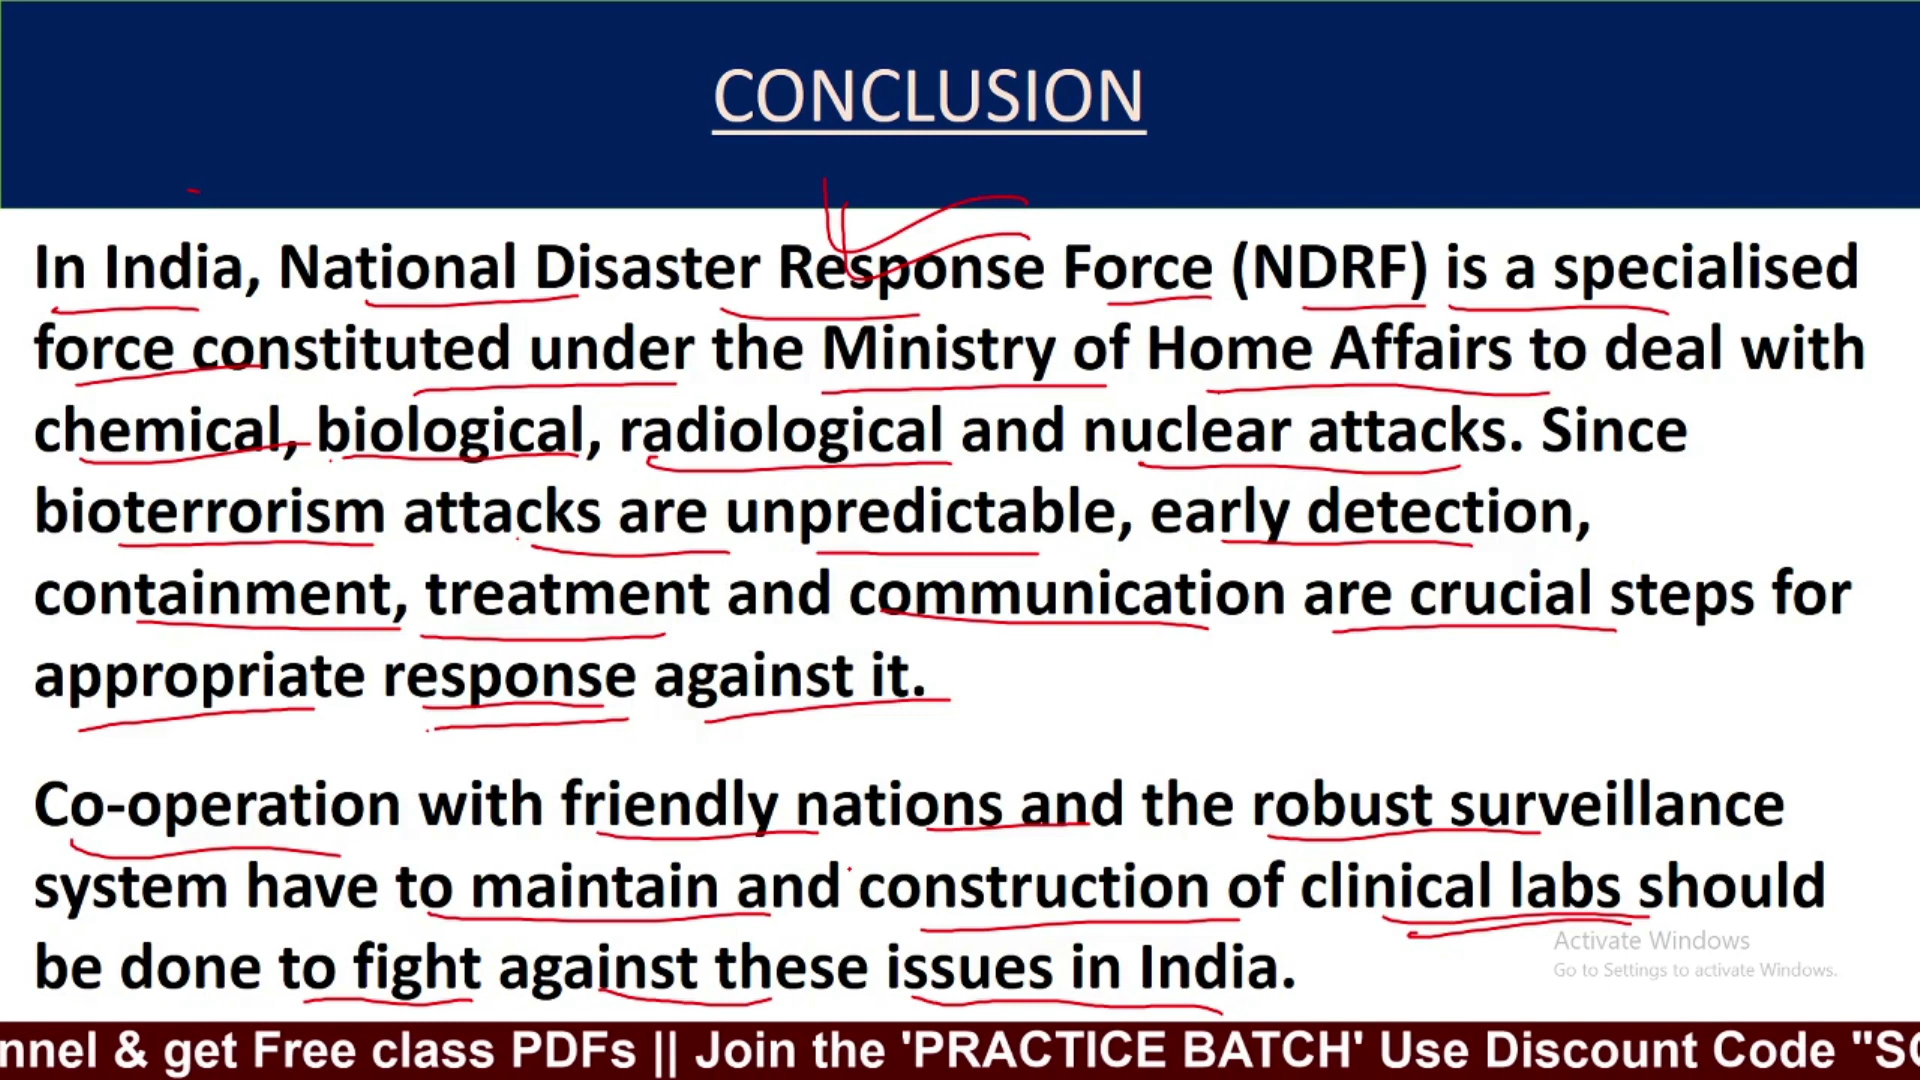 CONCLUSION
In India, National Disaster Response Force (NDRF) is a specialised
force constituted under the Ministry of Home Affairs to deal with
chemical, biological, radiological and nuclear attacks. Since
bioterrorism attacks are unpredictable, early detection,
containment, treatment and communication are crucial steps for
appropriate response against it.
Co-operation with friendly nations and the robust surveillance
system have to maintain and construction of clinical labs should
be done to fight against these issues in India.
Activate Windows
Go to Settings to activate Windows.
& get Free class PDFs || Join the 'PRACTICE BATCH' Use Discount Code